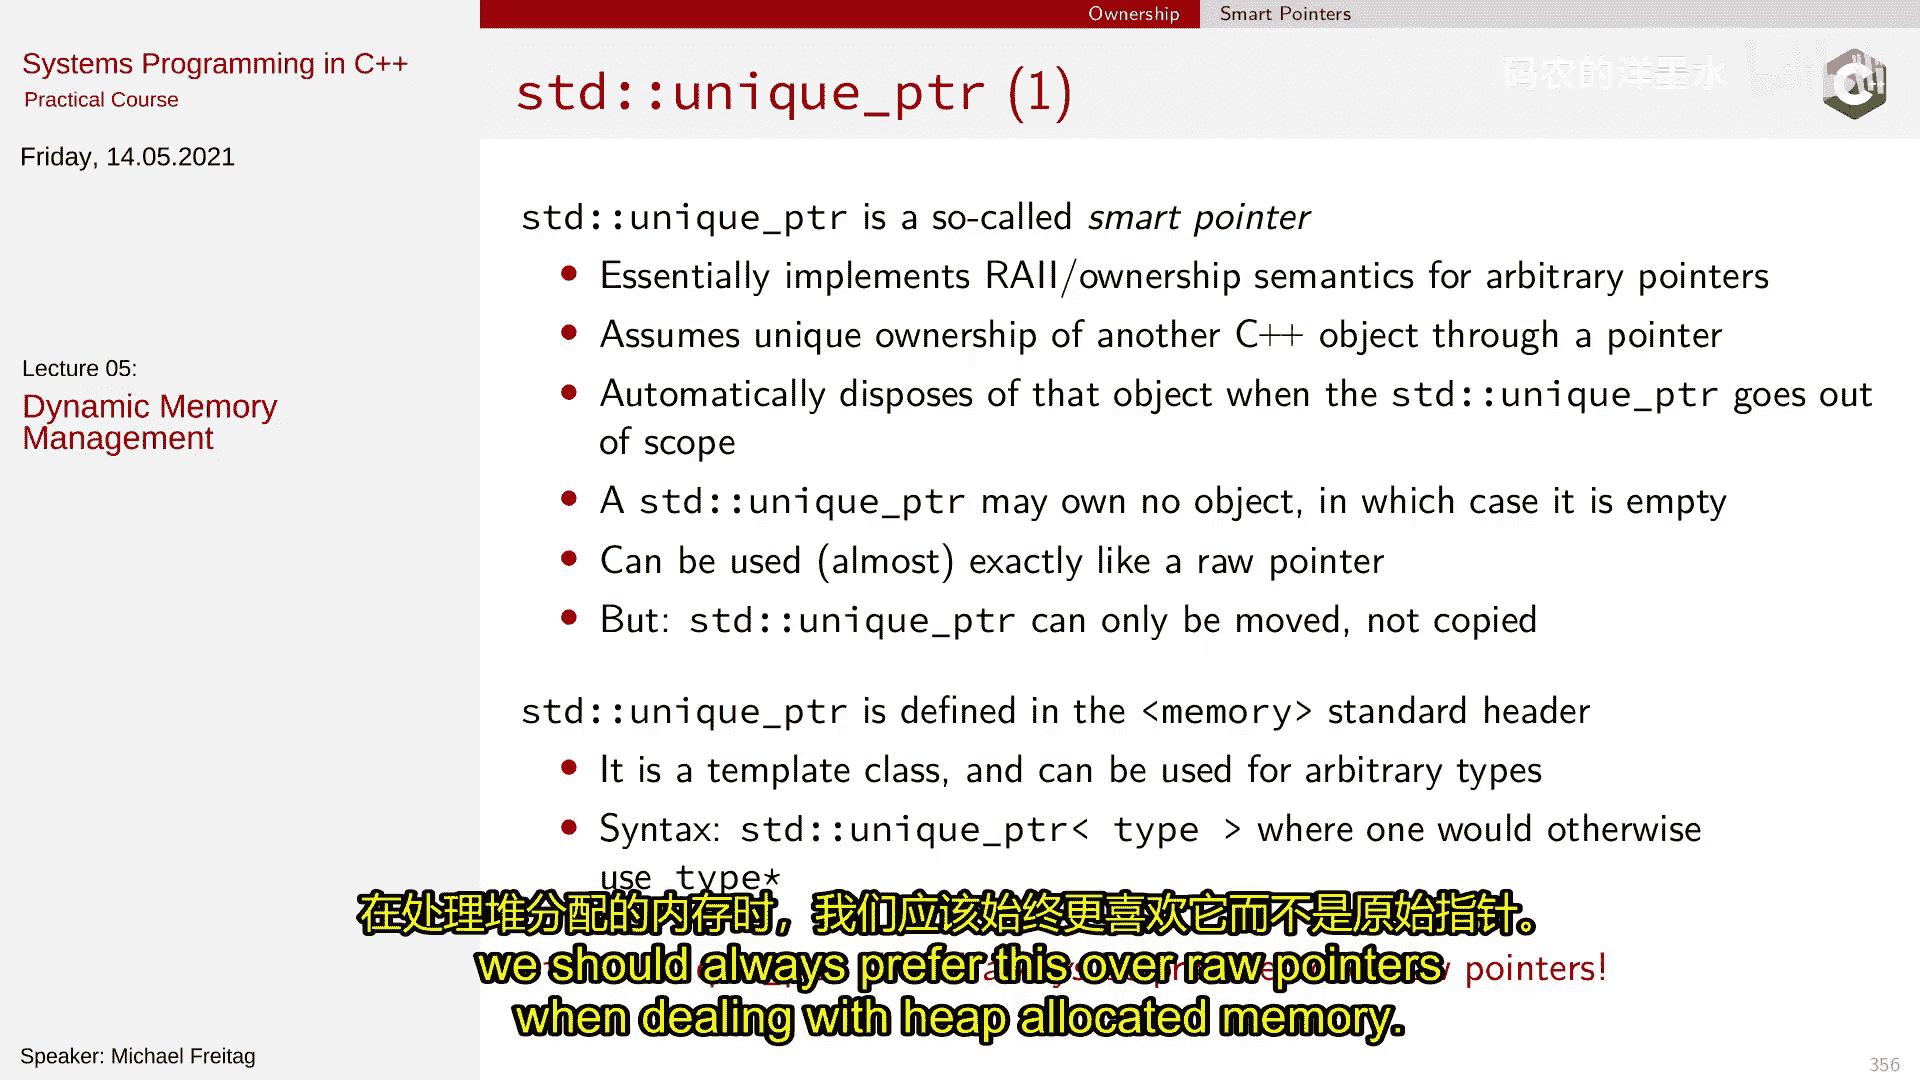 Ownership
Smart Pointers
Systems Programming in C++
Practical Course
Friday, 14.05.2021
Lecture 05:
Dynamic Memory
Management
Speaker: Michael Freitag
码农的洋墨水
std::unique_ptr (1)
std::unique_ptr is a so-called smart pointer
• Essentially implements RAII/ownership semantics for arbitrary pointers
• Assumes unique ownership of another C++ object through a pointer
• Automatically disposes of that object when the std::unique_ptr goes out
of scope
• A std::unique_ptr may own no object, in which case it is empty
• Can be used (almost) exactly like a raw pointer
• But: std::unique_ptr can only be moved, not copied
std::unique_ptr is defined in the <memory> standard header
• It is a template class, and can be used for arbitrary types
• Syntax: std::unique_ptr< type > where one would otherwise
use type*
pointers!
在处理堆分配的内存时，我们应该始终更喜欢它而不是原始指针。
we should always prefer this over raw pointers
when dealing with heap allocated memory.
356